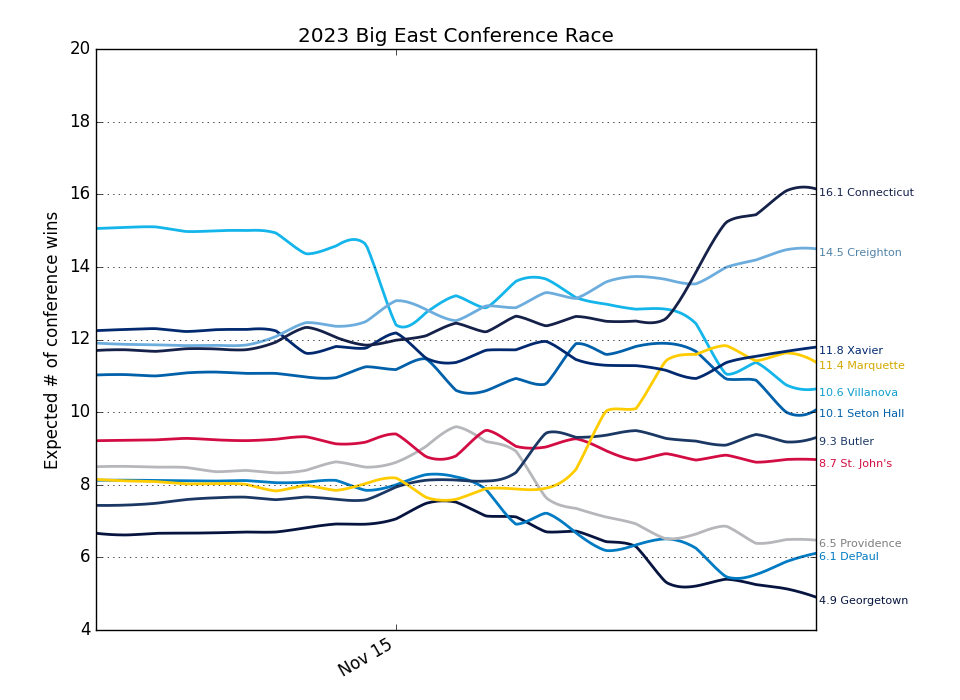 2023 Big East Conference Race
Expected # of conference wins
20
18
16
14
12
10
8
6
4
Nov 15
16.1 Connecticut
14.5 Creighton
11.8 Xavier
11.4 Marquette
10.6 Villanova
10.1 Seton Hall
9.3 Butler
8.7 St. John's
6.5 Providence
6.1 DePaul
4.9 Georgetown